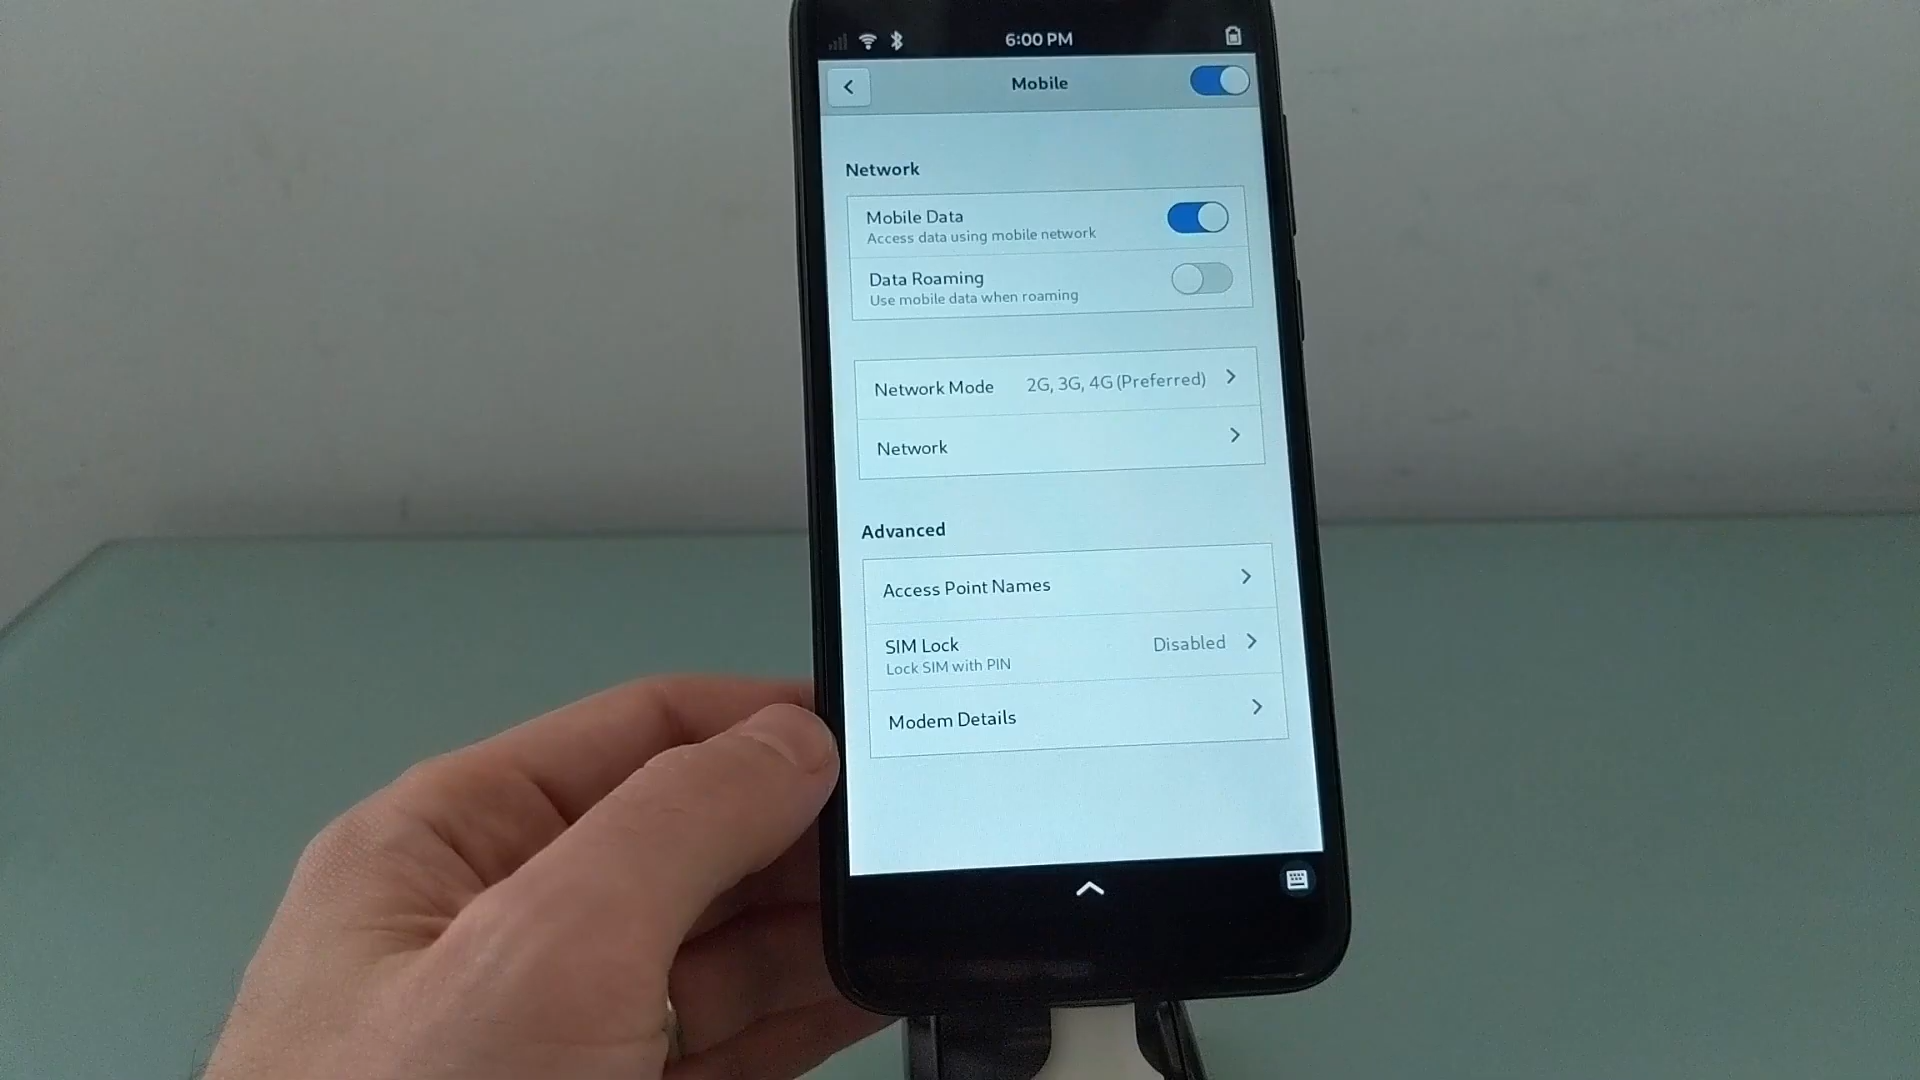 6:00 PM
Mobile
Network
Mobile Data
Access data using mobile network
Data Roaming
Use mobile data when roaming
Network Mode 2G, 3G, 4G (Preferred)
Network
Advanced
Access Point Names
SIM Lock Disabled
Lock SIM with PIN
Modem Details